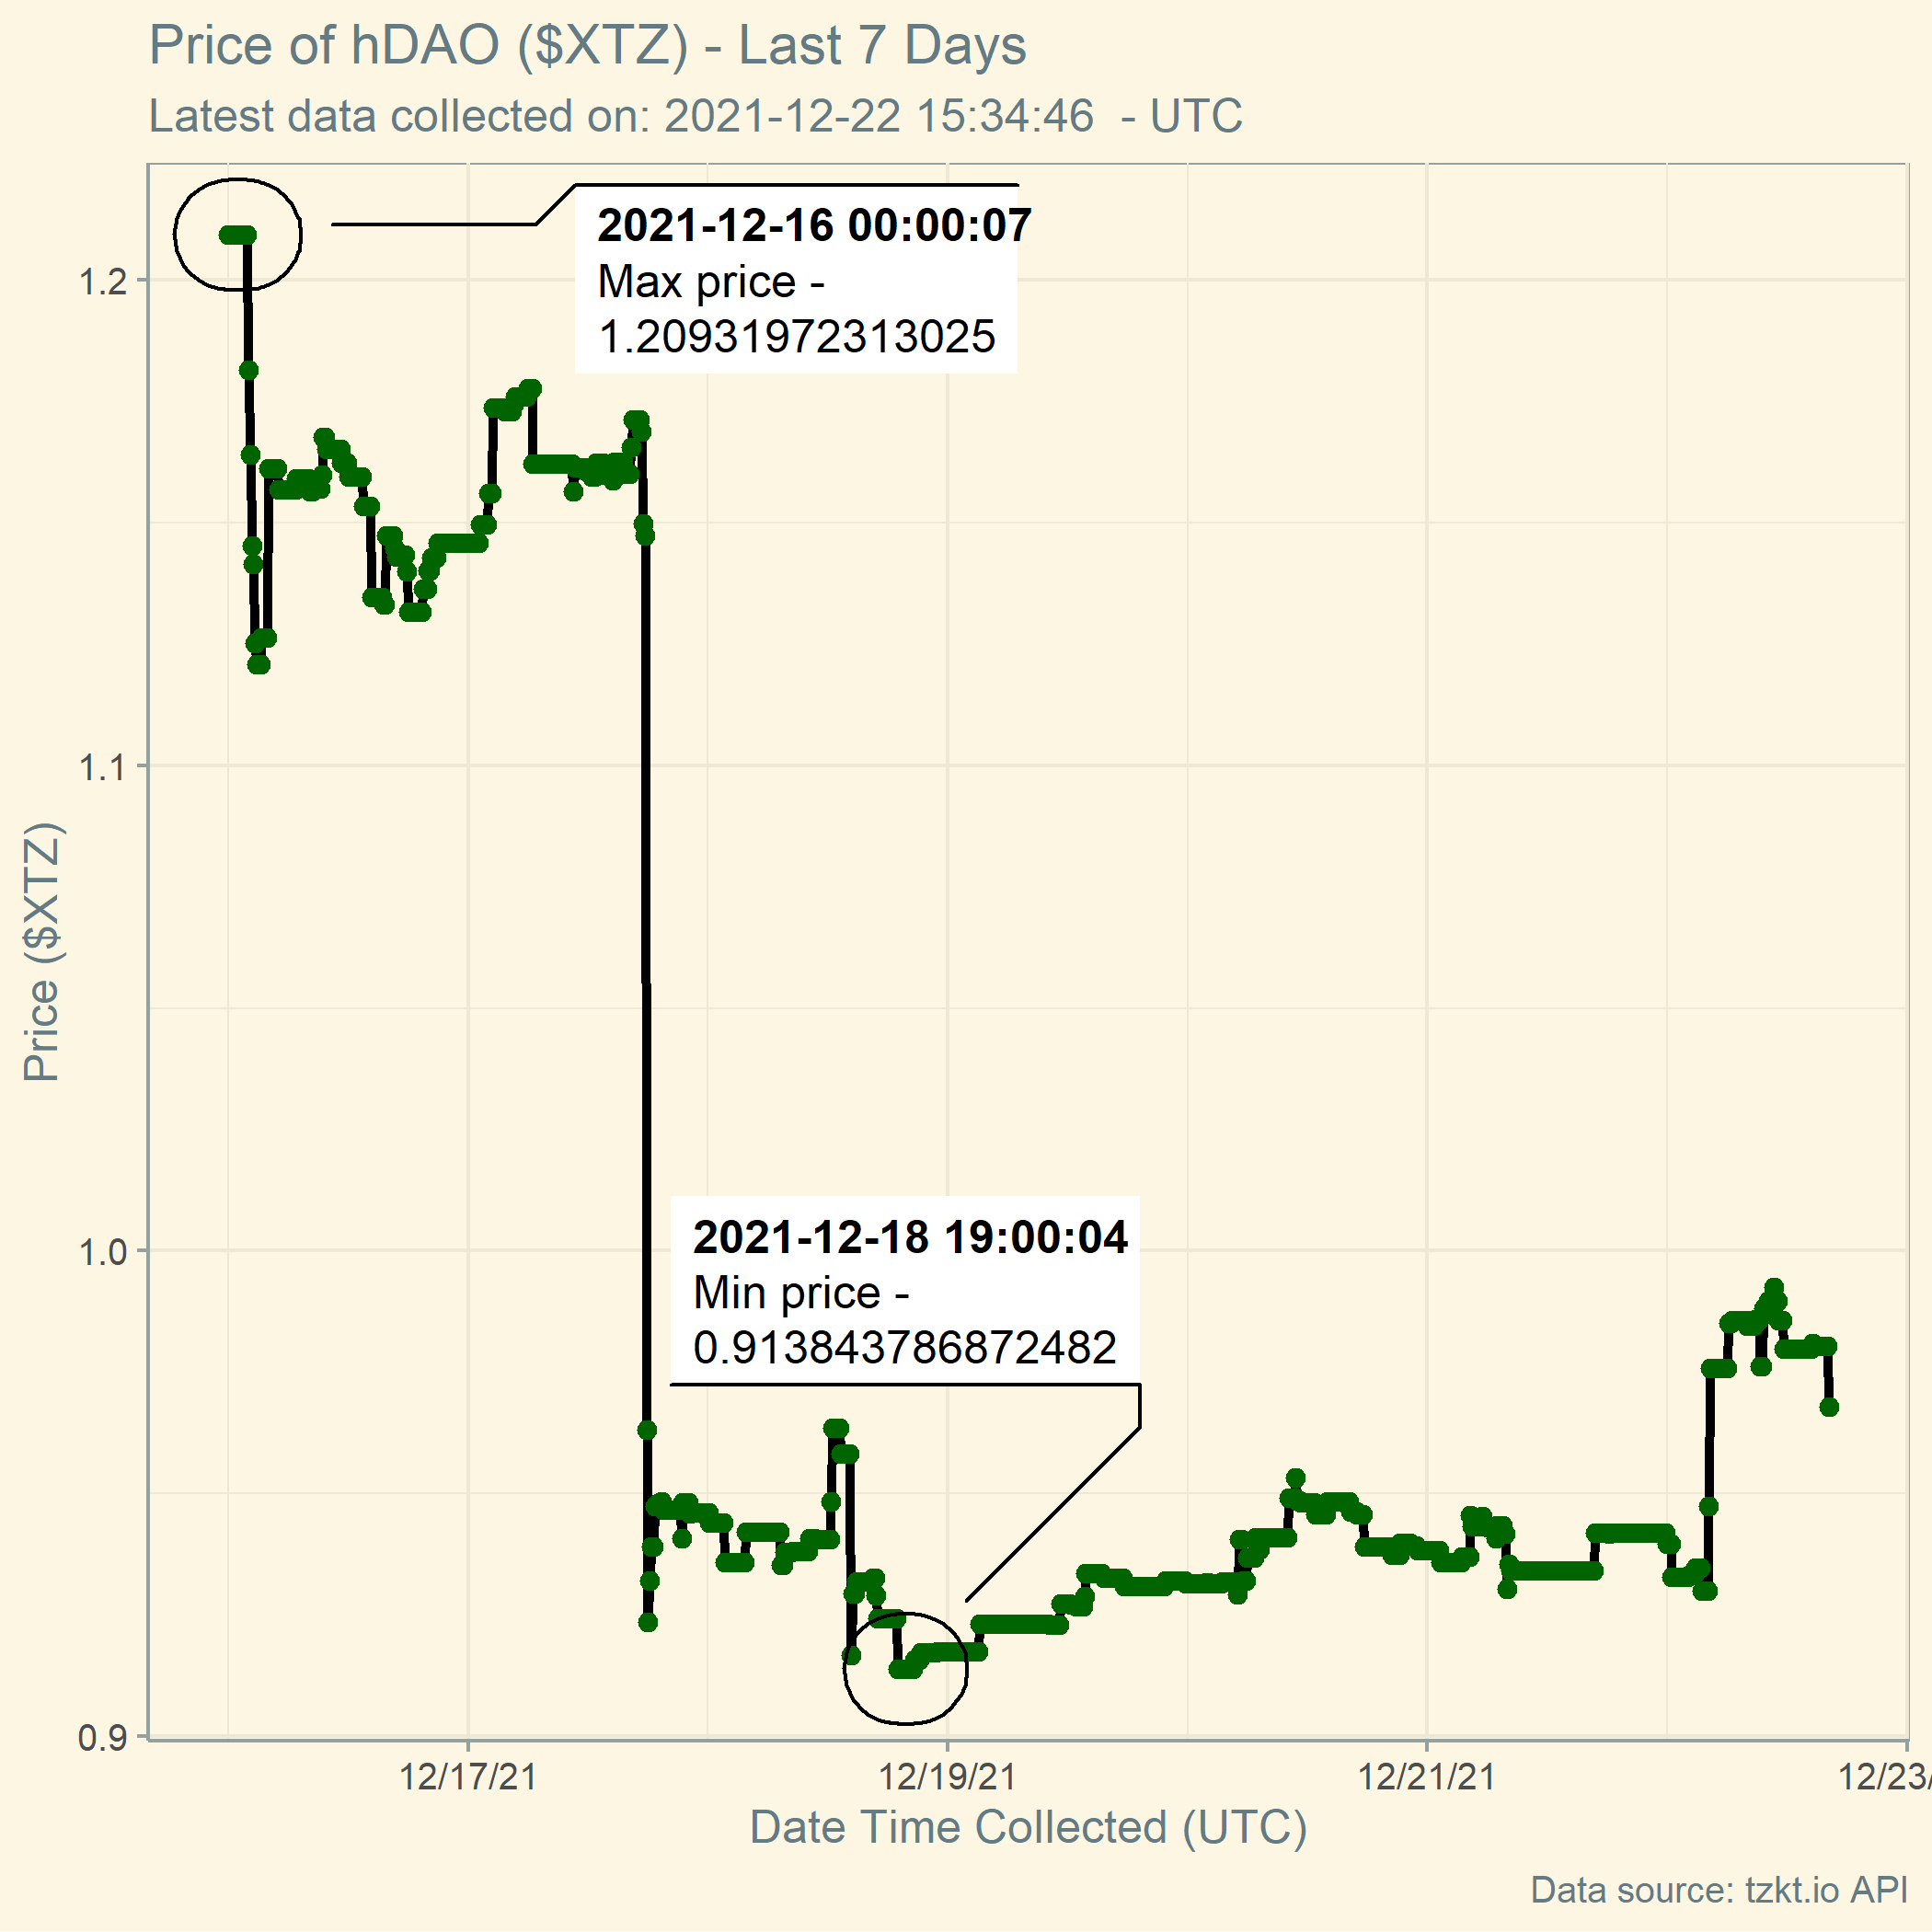 Price of hDAO ($XTZ) - Last 7 Days
Latest data collected on: 2021-12-22 15:34:46  - UTC
2021-12-16 00:00:07
Max price -
1.20931972313025
1.2
1.1
Price ($XTZ)
2021-12-18 19:00:04
Min price -
0.913843786872482
1.0
0.9
12/17/21 12/19/21 12/21/21 12/23/
Date Time Collected (UTC)
Data source: tzkt.io API